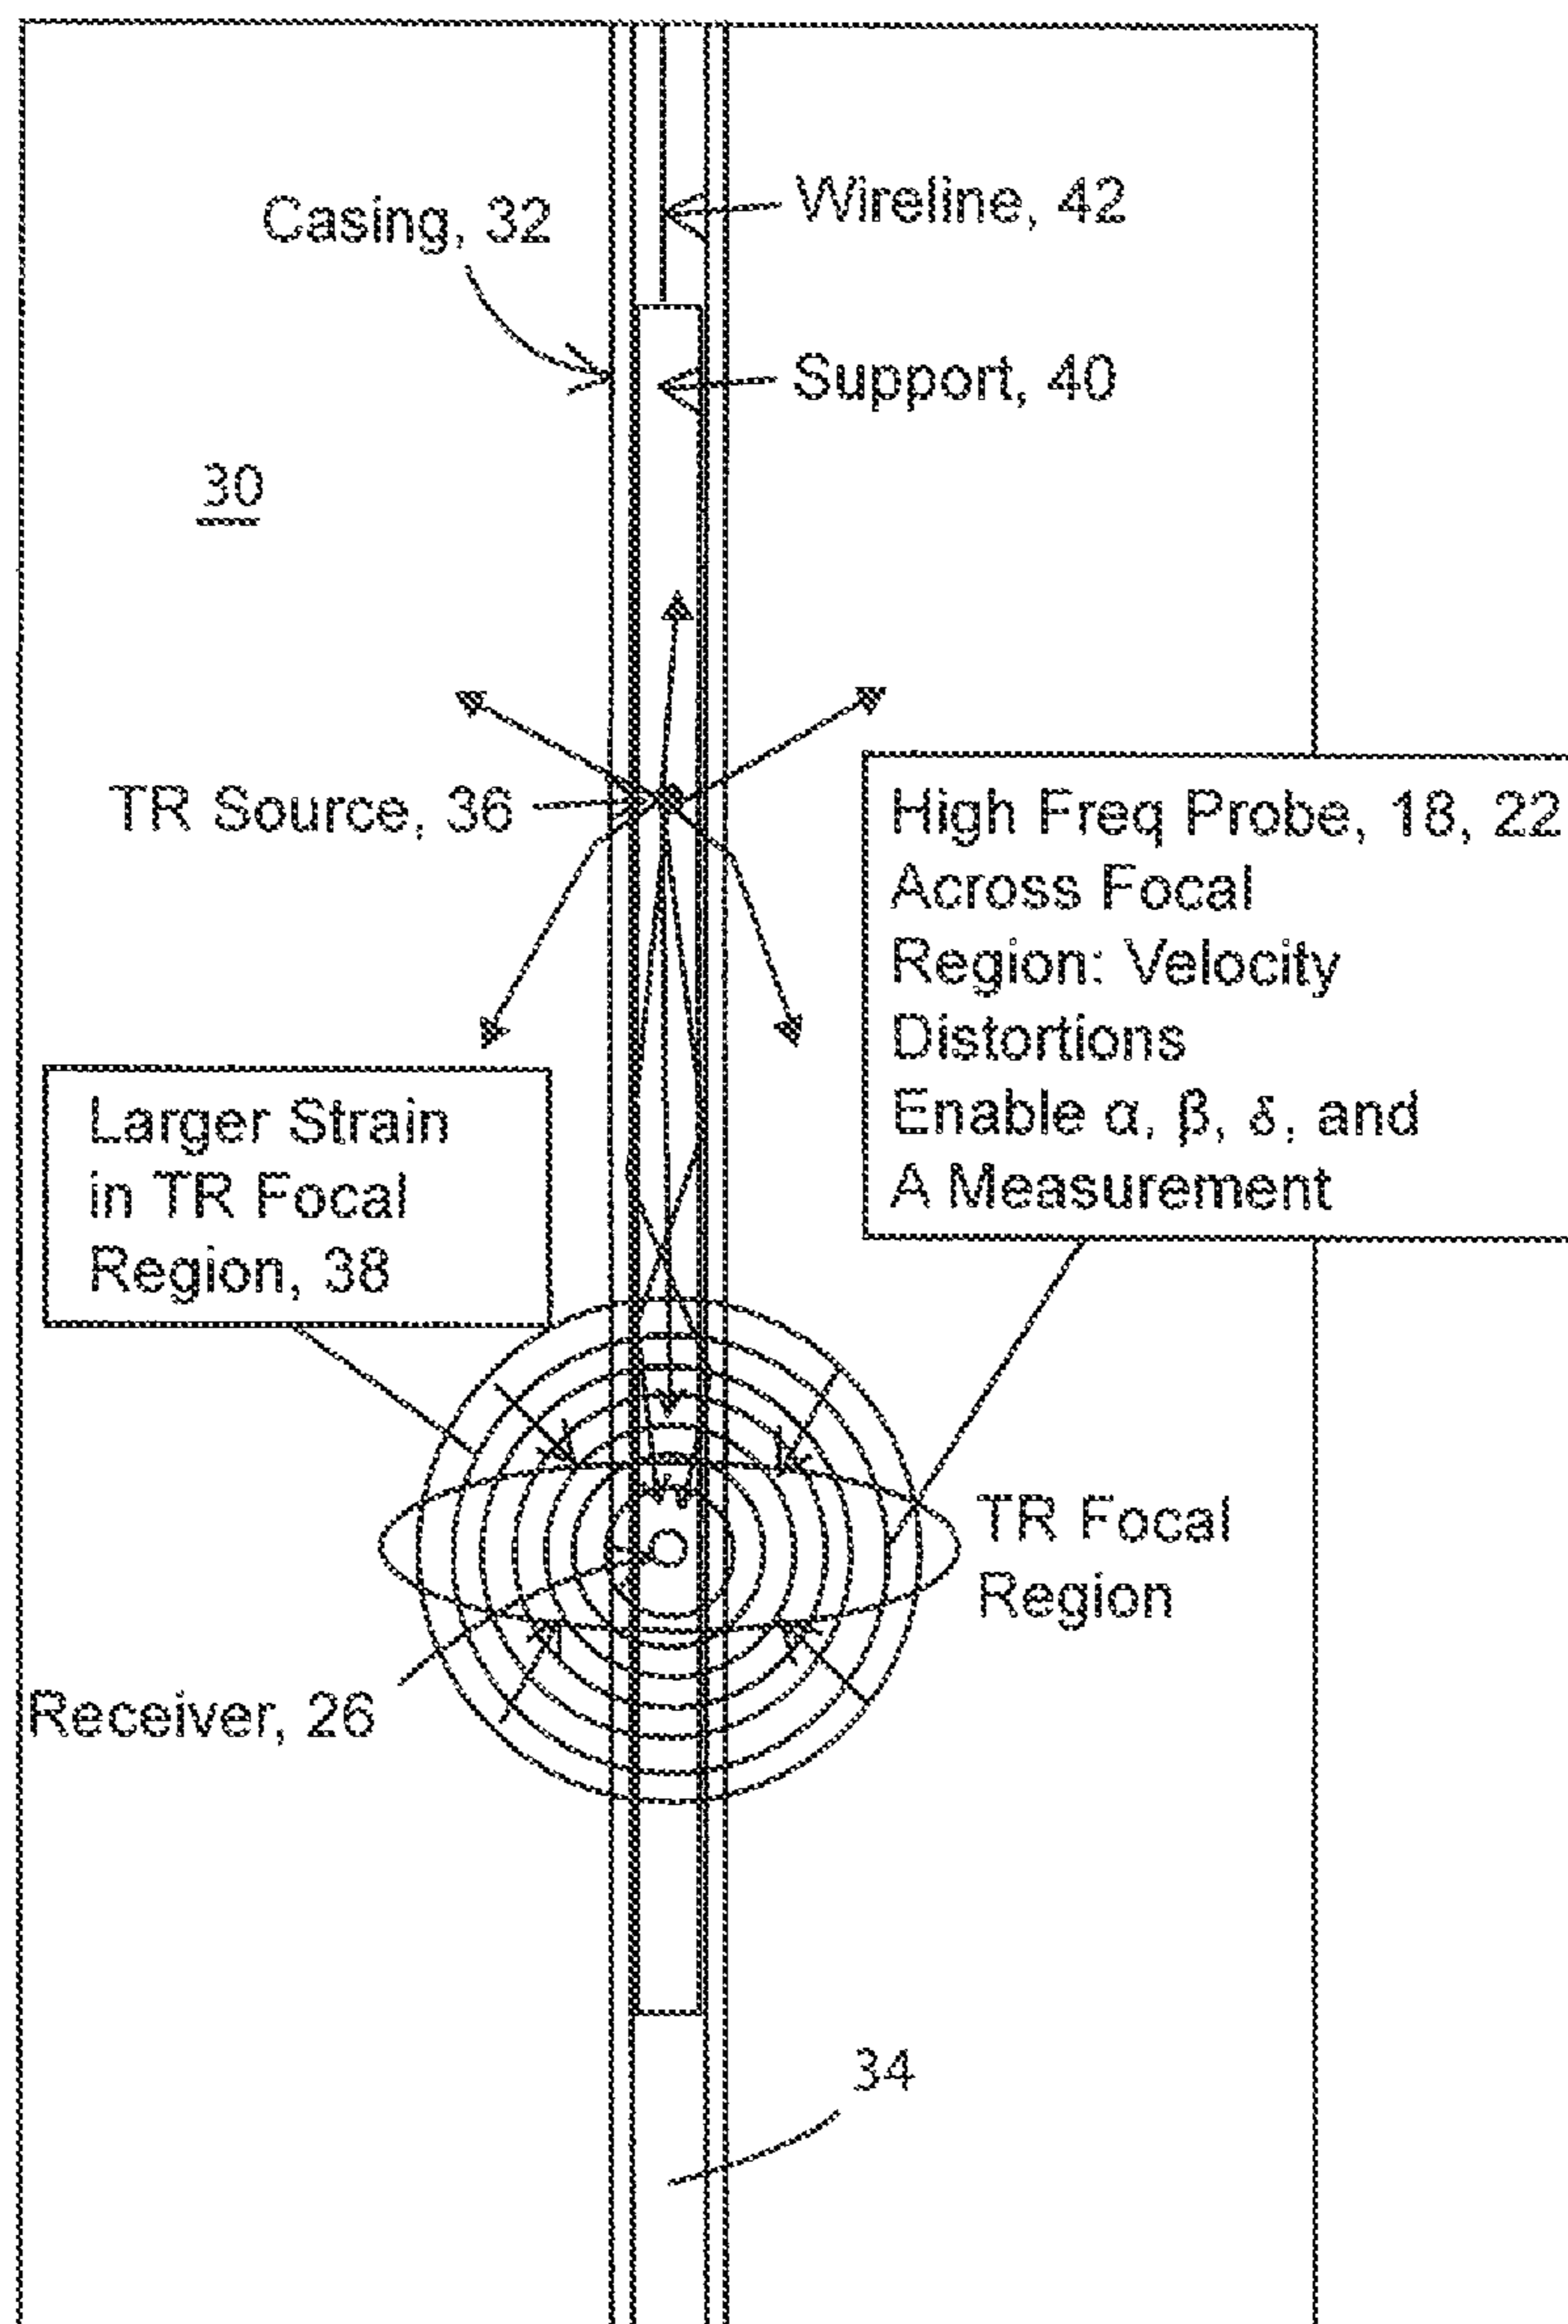 Casing, 32
Wireline, 42
Support, 40
30
TR Source, 36
High Freq Probe, 18, 22
Across Focal
Region: Velocity
Distortions
Enable α, β, δ, and
A Measurement
Larger Strain
in TR Focal
Region, 38
TR Focal
Region
Receiver, 26
34